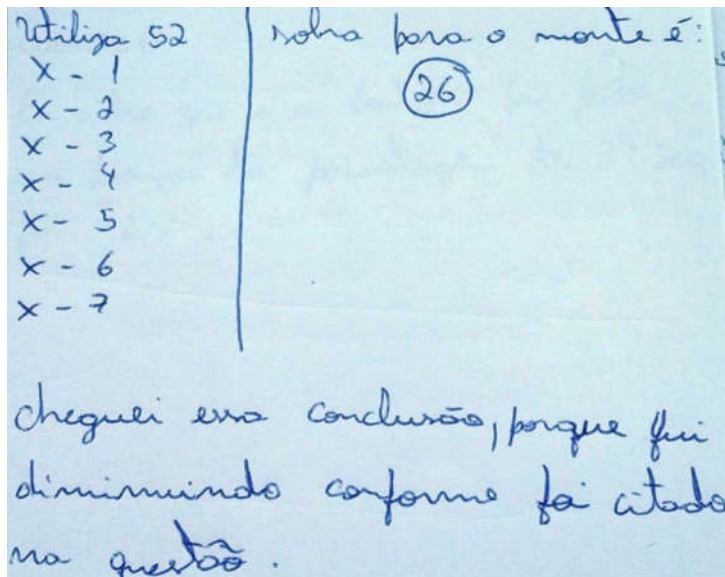 Utiliza 52
x - 1
x - 2
x - 3
x - 4
x - 5
x - 6
x - 7
sobra para o monte é:
26
cheguei essa conclusão, porque fui
diminuindo conforme foi citado
na questão.